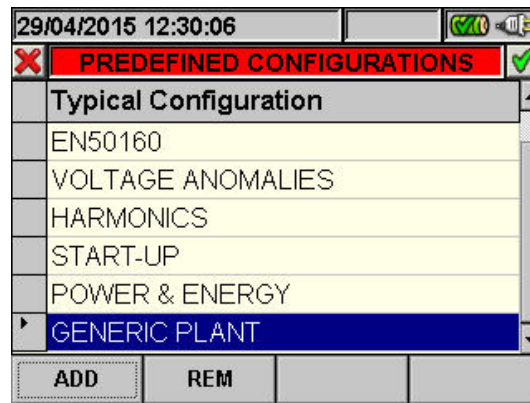 29/04/2015 12:30:06
PREDEFINED CONFIGURATIONS
Typical Configuration
EN50160
VOLTAGE ANOMALIES
HARMONICS
START-UP
POWER & ENERGY
GENERIC PLANT
ADD REM